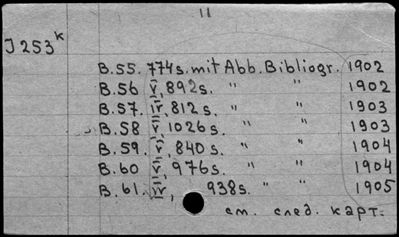 11
J 253ᴷ
B.55. 774s. mit Abb. Bibliogr. 1902
B.56 v̅, 892s. " " 1902
B.57. i̅v̅, 812s. " " 1903
B.58 v̅, 1026s. " " 1903
B.59. v̅, 840s. " " 1904
B.60 v̅, 976s. " " 1904
B.61. i̅v̅, 938s. " " 1905
см. след. карт.